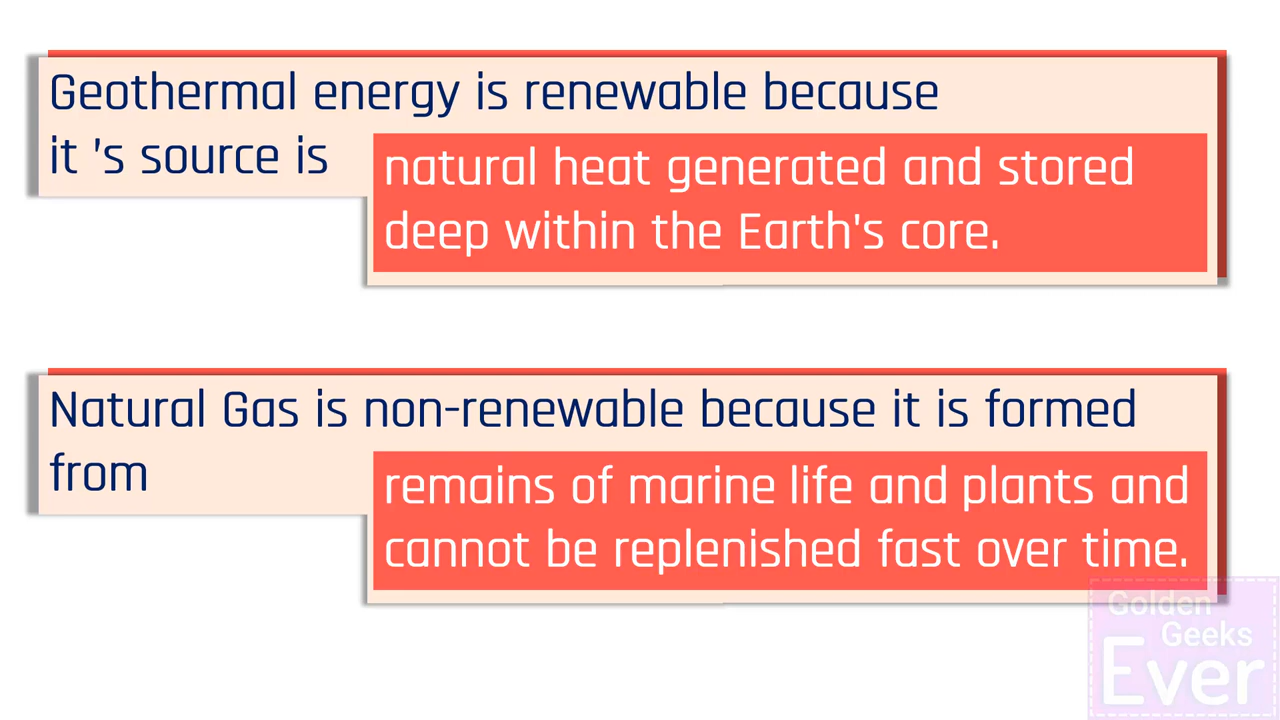 Geothermal energy is renewable because
it 's source is
natural heat generated and stored
deep within the Earth's core.
Natural Gas is non-renewable because it is formed
from
remains of marine life and plants and
cannot be replenished fast over time.
Golden
Geeks
Ever